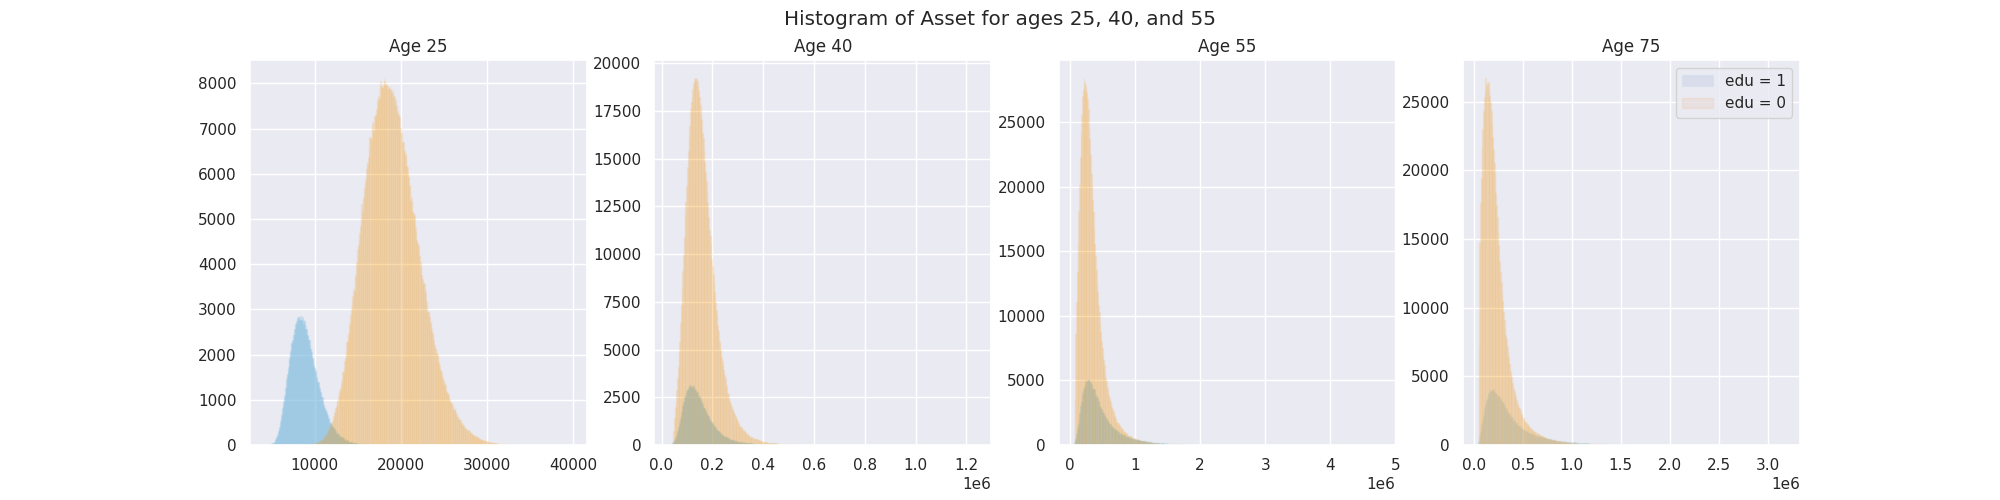 Histogram of Asset for ages 25, 40, and 55
Age 25
8000
7000
6000
5000
4000
3000
2000
1000
0
10000 20000 30000 40000
Age 40
20000
17500
15000
12500
10000
7500
5000
2500
0
0.0 0.2 0.4 0.6 0.8 1.0 1.2
1e6
Age 55
25000
20000
15000
10000
5000
0
0 1 2 3 4 5
1e6
Age 75
edu = 1
edu = 0
25000
20000
15000
10000
5000
0
0.0 0.5 1.0 1.5 2.0 2.5 3.0
1e6